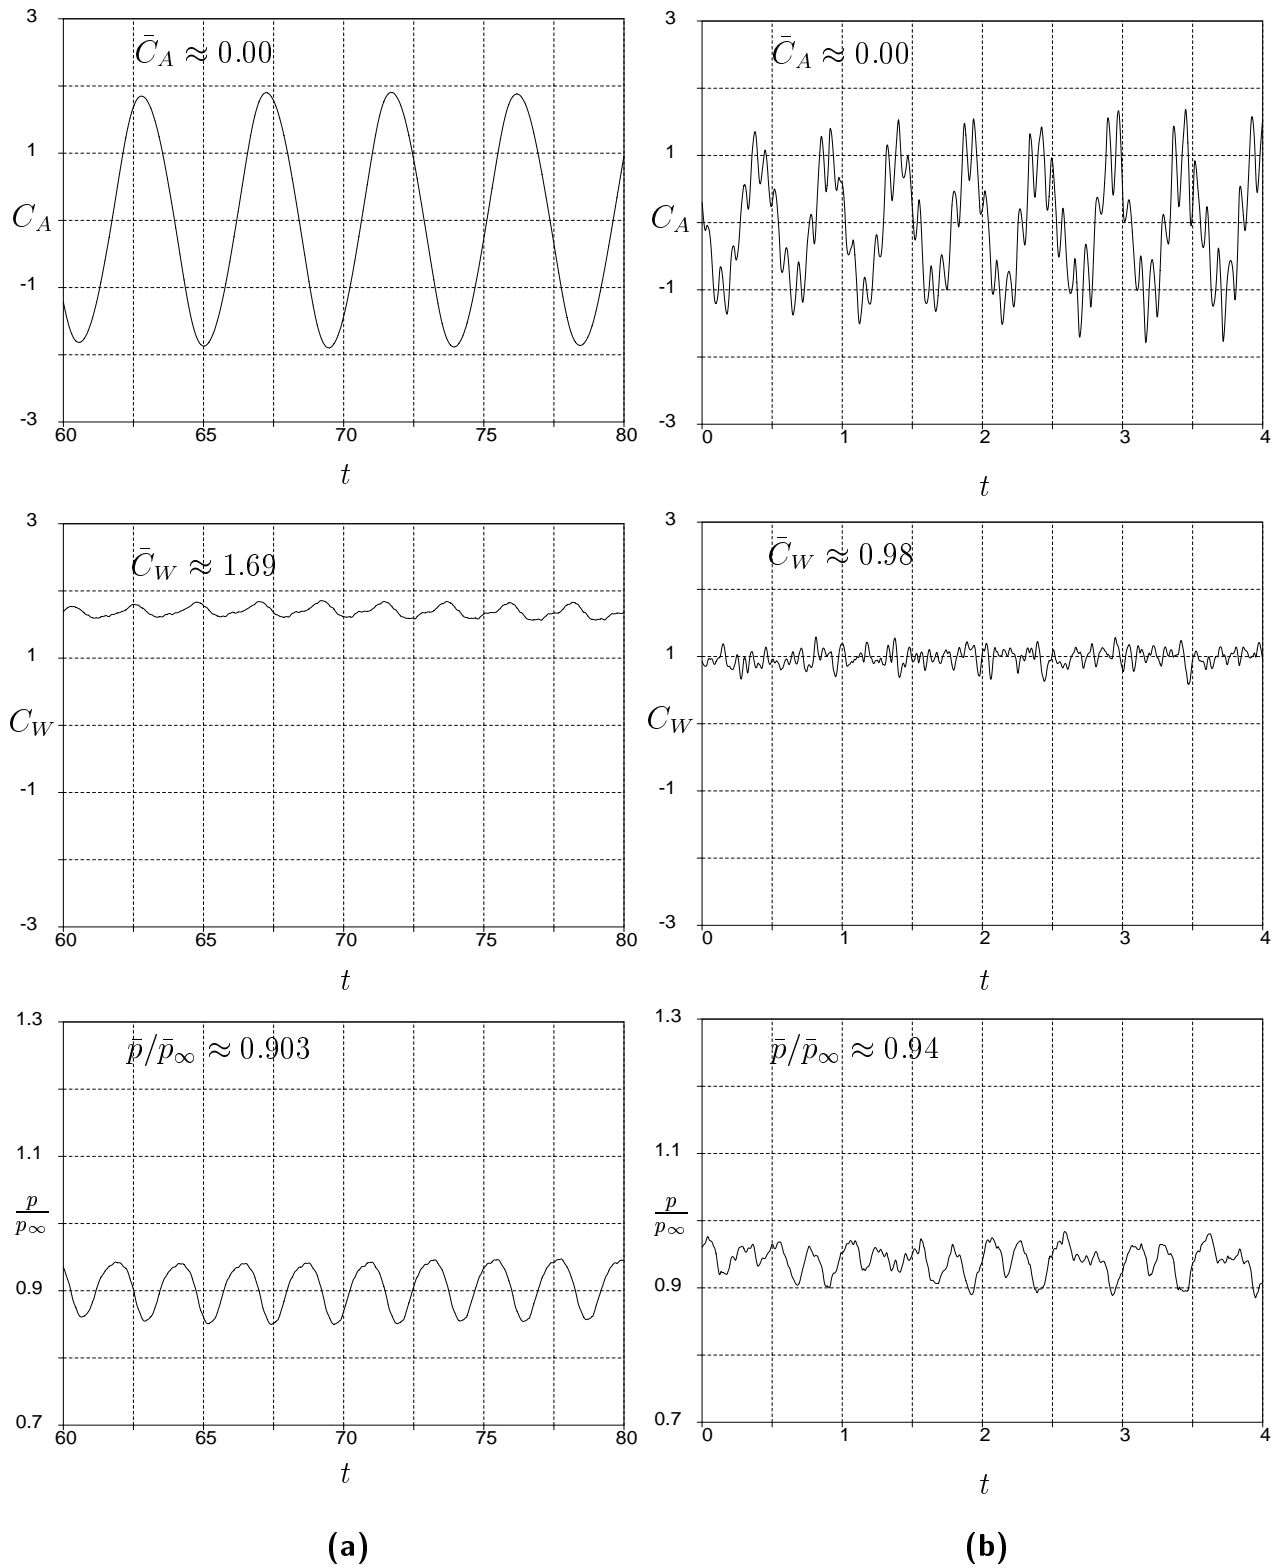 3
C̄_A ≈ 0.00
1
C_A
-1
-3
60 65 70 75 80
t
3
C̄_A ≈ 0.00
1
C_A
-1
-3
0 1 2 3 4
t
3
C̄_W ≈ 1.69
1
C_W
-1
-3
60 65 70 75 80
t
3
C̄_W ≈ 0.98
1
C_W
-1
-3
0 1 2 3 4
t
1.3
p̄/p̄_∞ ≈ 0.903
1.1
p/p_∞
0.9
0.7
60 65 70 75 80
t
1.3
p̄/p̄_∞ ≈ 0.94
1.1
p/p_∞
0.9
0.7
0 1 2 3 4
t
(a) (b)